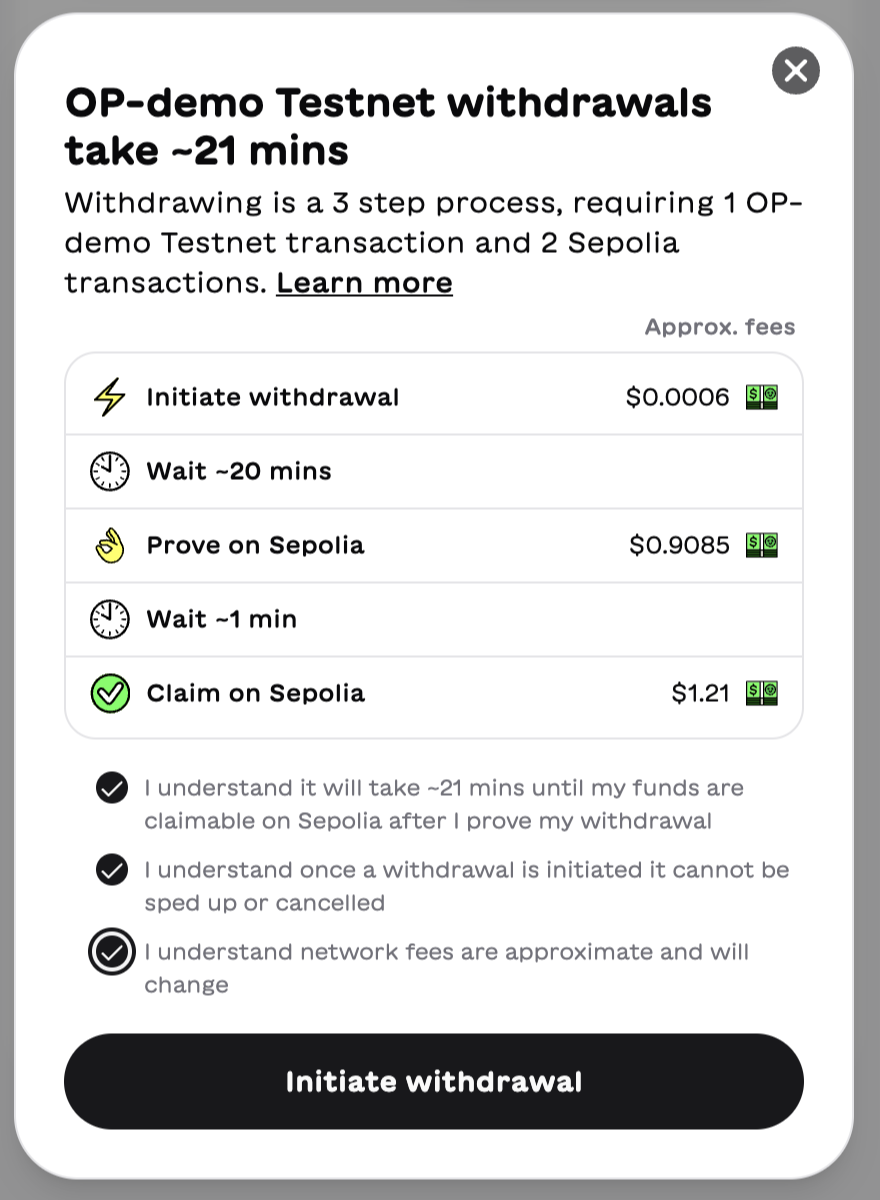 OP-demo Testnet withdrawals
take ~21 mins
Withdrawing is a 3 step process, requiring 1 OP-
demo Testnet transaction and 2 Sepolia
transactions. Learn more
Approx. fees
Initiate withdrawal $0.0006
Wait ~20 mins
Prove on Sepolia $0.9085
Wait ~1 min
Claim on Sepolia $1.21
I understand it will take ~21 mins until my funds are
claimable on Sepolia after I prove my withdrawal
I understand once a withdrawal is initiated it cannot be
sped up or cancelled
I understand network fees are approximate and will
change
Initiate withdrawal